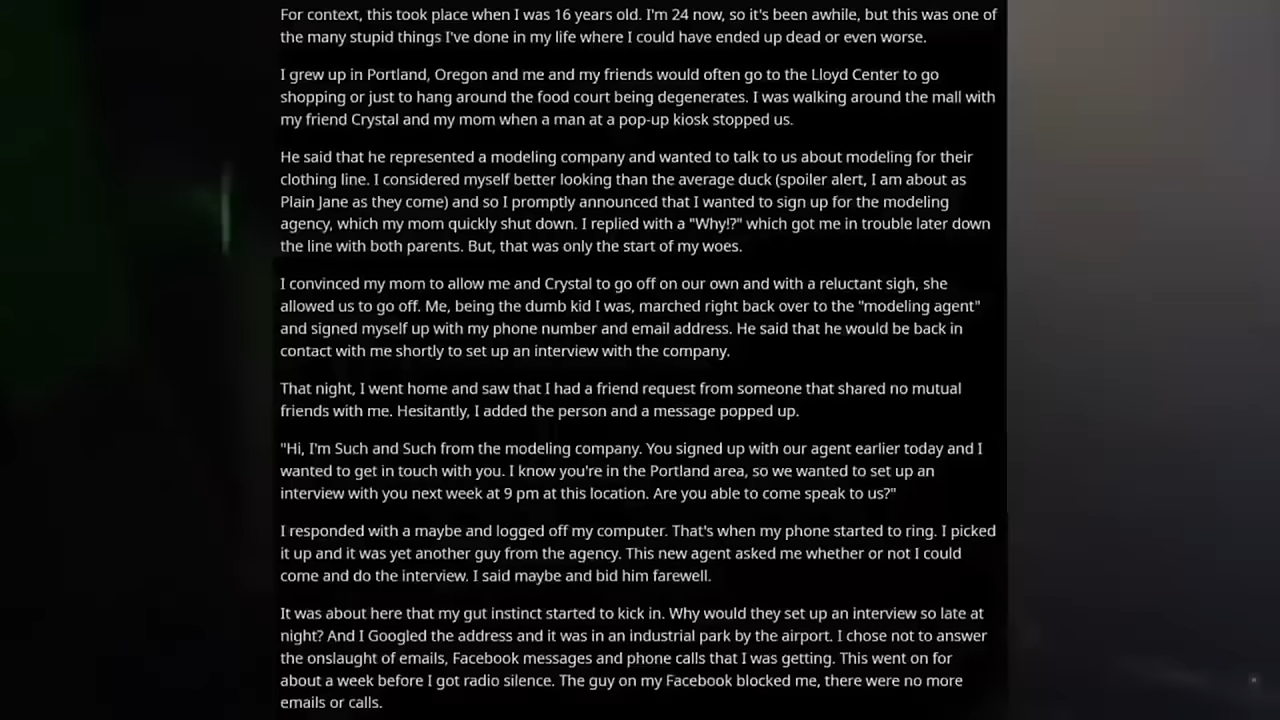 For context, this took place when I was 16 years old. I'm 24 now, so it's been awhile, but this was one of
the many stupid things I've done in my life where I could have ended up dead or even worse.
I grew up in Portland, Oregon and me and my friends would often go to the Lloyd Center to go
shopping or just to hang around the food court being degenerates. I was walking around the mall with
my friend Crystal and my mom when a man at a pop-up kiosk stopped us.
He said that he represented a modeling company and wanted to talk to us about modeling for their
clothing line. I considered myself better looking than the average duck (spoiler alert, I am about as
Plain Jane as they come) and so I promptly announced that I wanted to sign up for the modeling
agency, which my mom quickly shut down. I replied with a "Why!?" which got me in trouble later down
the line with both parents. But, that was only the start of my woes.
I convinced my mom to allow me and Crystal to go off on our own and with a reluctant sigh, she
allowed us to go off. Me, being the dumb kid I was, marched right back over to the "modeling agent"
and signed myself up with my phone number and email address. He said that he would be back in
contact with me shortly to set up an interview with the company.
That night, I went home and saw that I had a friend request from someone that shared no mutual
friends with me. Hesitantly, I added the person and a message popped up.
"Hi, I'm Such and Such from the modeling company. You signed up with our agent earlier today and I
wanted to get in touch with you. I know you're in the Portland area, so we wanted to set up an
interview with you next week at 9 pm at this location. Are you able to come speak to us?"
I responded with a maybe and logged off my computer. That's when my phone started to ring. I picked
it up and it was yet another guy from the agency. This new agent asked me whether or not I could
come and do the interview. I said maybe and bid him farewell.
It was about here that my gut instinct started to kick in. Why would they set up an interview so late at
night? And I Googled the address and it was in an industrial park by the airport. I chose not to answer
the onslaught of emails, Facebook messages and phone calls that I was getting. This went on for
about a week before I got radio silence. The guy on my Facebook blocked me, there were no more
emails or calls.